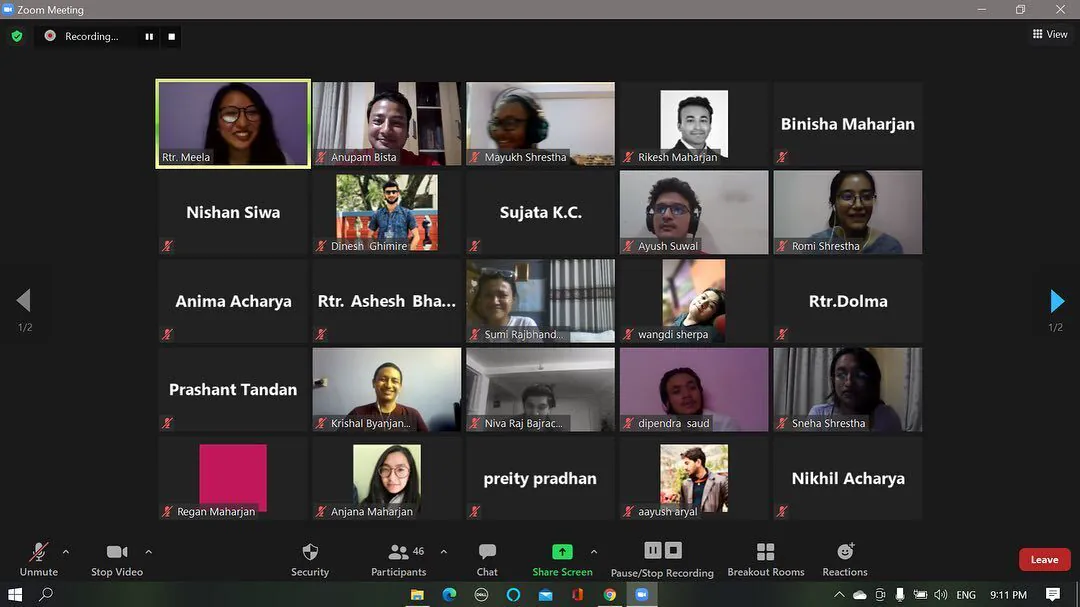 Zoom Meeting
Recording...
View
Rtr. Meela
Anupam Bista
Mayukh Shrestha
Rikesh Maharjan
Binisha Maharjan
Nishan Siwa
Dinesh Ghimire
Sujata K.C.
Ayush Suwal
Romi Shrestha
1/2
Anima Acharya
Rtr. Ashesh Bha...
Sumi Rajbhand...
wangdi sherpa
Rtr.Dolma
1/2
Prashant Tandan
Krishal Byanjan...
Niva Raj Bajrac...
dipendra saud
Sneha Shrestha
Regan Maharjan
Anjana Maharjan
preity pradhan
aayush aryal
Nikhil Acharya
Unmute
Stop Video
Security
46
Participants
Chat
Share Screen
Pause/Stop Recording
Breakout Rooms
Reactions
Leave
DELL
ENG
9:11 PM